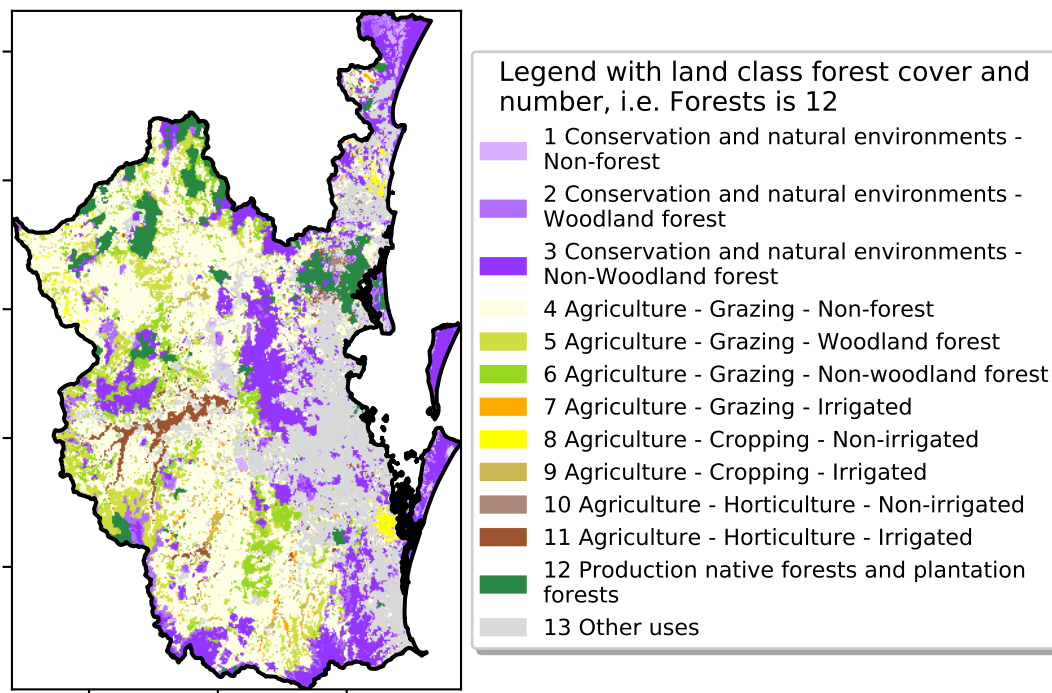 Legend with land class forest cover and
number, i.e. Forests is 12
1 Conservation and natural environments -
Non-forest
2 Conservation and natural environments -
Woodland forest
3 Conservation and natural environments -
Non-Woodland forest
4 Agriculture - Grazing - Non-forest
5 Agriculture - Grazing - Woodland forest
6 Agriculture - Grazing - Non-woodland forest
7 Agriculture - Grazing - Irrigated
8 Agriculture - Cropping - Non-irrigated
9 Agriculture - Cropping - Irrigated
10 Agriculture - Horticulture - Non-irrigated
11 Agriculture - Horticulture - Irrigated
12 Production native forests and plantation
forests
13 Other uses